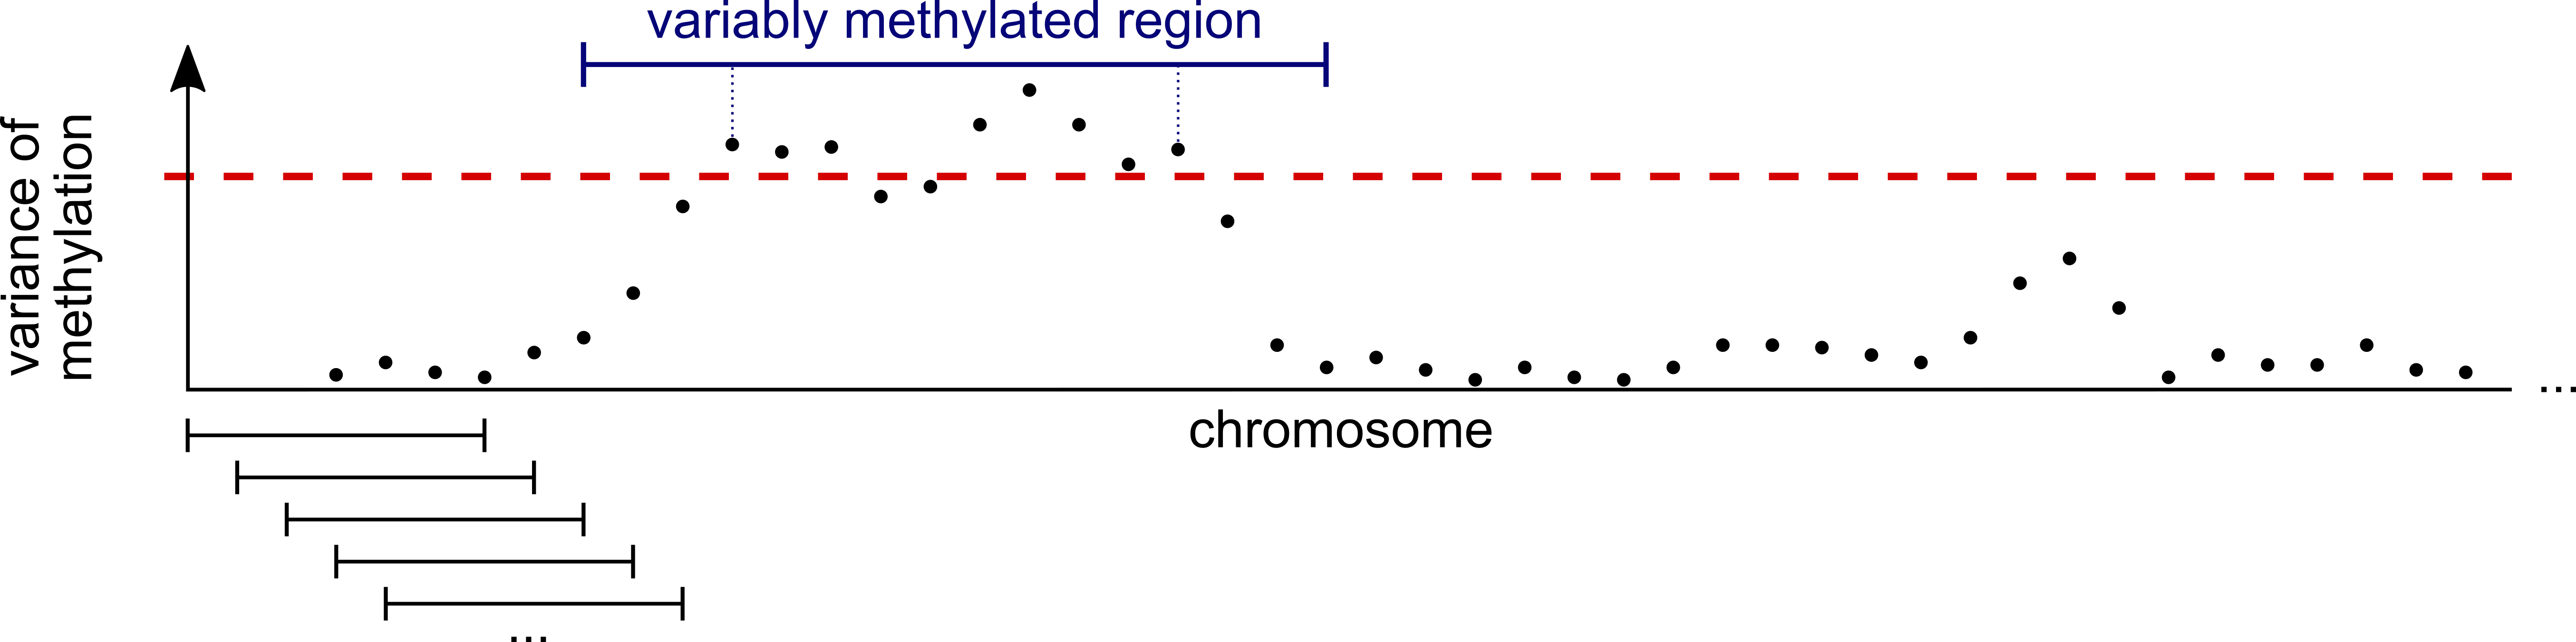 variably methylated region
variance of
methylation
...
chromosome
...